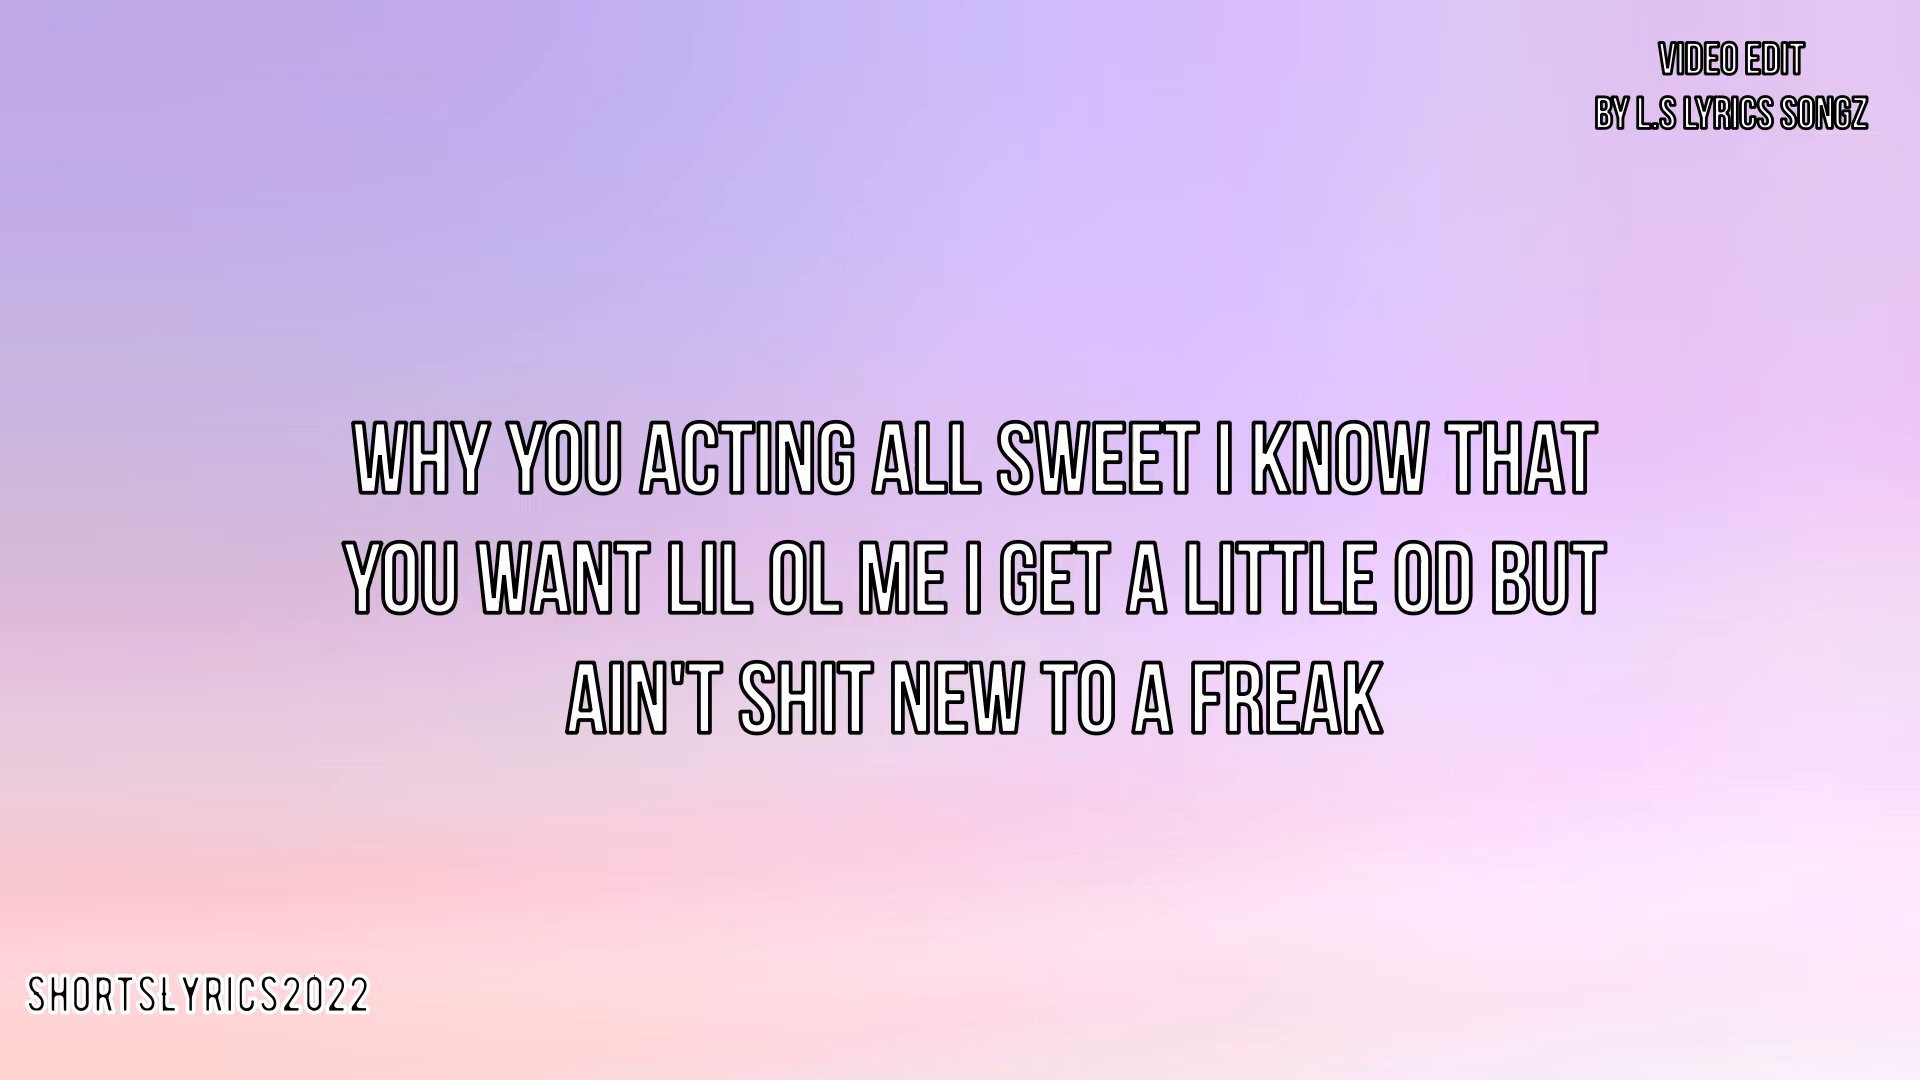 VIDEO EDIT
BY L.S LYRICS SONGZ
WHY YOU ACTING ALL SWEET I KNOW THAT
YOU WANT LIL OL ME I GET A LITTLE OD BUT
AIN'T SHIT NEW TO A FREAK
SHORTSLYRICS2022